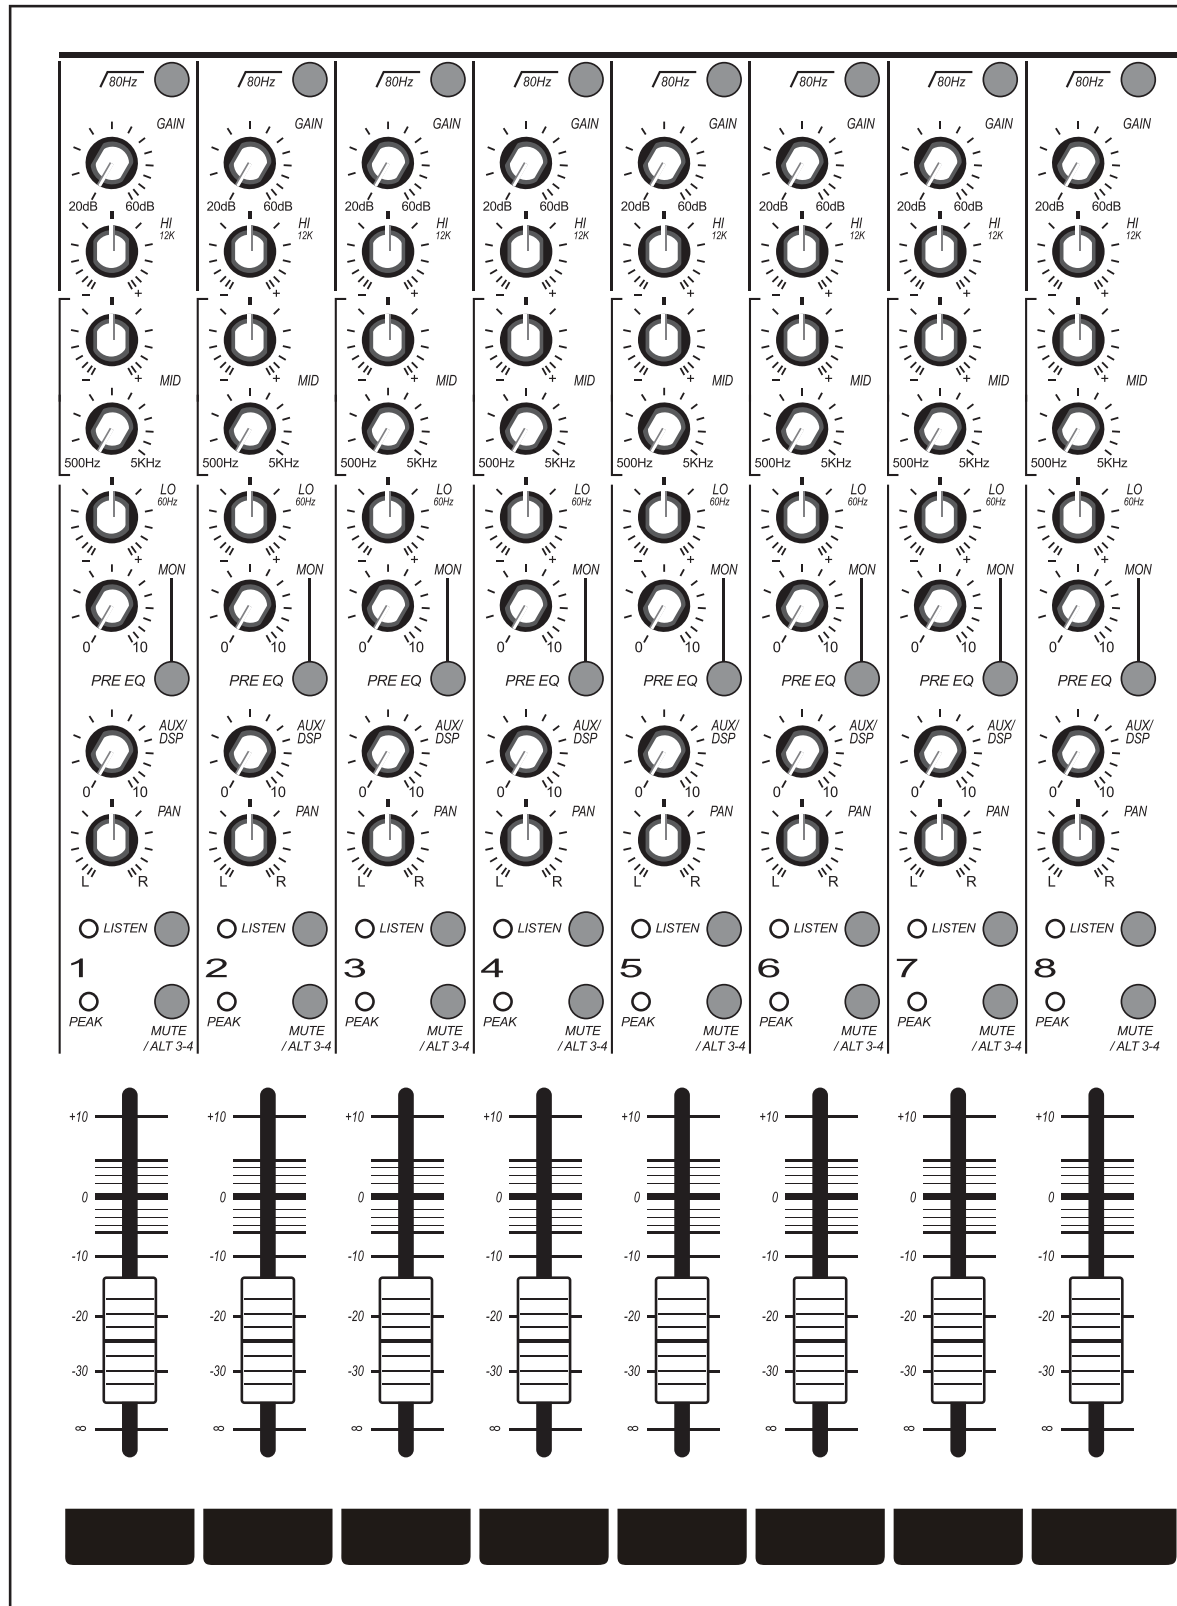 80Hz 80Hz 80Hz 80Hz 80Hz 80Hz 80Hz 80Hz
GAIN GAIN GAIN GAIN GAIN GAIN GAIN GAIN
20dB 60dB 20dB 60dB 20dB 60dB 20dB 60dB 20dB 60dB 20dB 60dB 20dB 60dB 20dB 60dB
HI HI HI HI HI HI HI HI
12K 12K 12K 12K 12K 12K 12K 12K
- + - + - + - + - + - + - + - +
- + MID - + MID - + MID - + MID - + MID - + MID - + MID - + MID
500Hz 5KHz 500Hz 5KHz 500Hz 5KHz 500Hz 5KHz 500Hz 5KHz 500Hz 5KHz 500Hz 5KHz 500Hz 5KHz
LO LO LO LO LO LO LO LO
60Hz 60Hz 60Hz 60Hz 60Hz 60Hz 60Hz 60Hz
- + - + - + - + - + - + - + - +
MON MON MON MON MON MON MON MON
0 10 0 10 0 10 0 10 0 10 0 10 0 10 0 10
PRE EQ PRE EQ PRE EQ PRE EQ PRE EQ PRE EQ PRE EQ PRE EQ
AUX/ AUX/ AUX/ AUX/ AUX/ AUX/ AUX/ AUX/
DSP DSP DSP DSP DSP DSP DSP DSP
0 10 0 10 0 10 0 10 0 10 0 10 0 10 0 10
PAN PAN PAN PAN PAN PAN PAN PAN
L R L R L R L R L R L R L R L R
LISTEN LISTEN LISTEN LISTEN LISTEN LISTEN LISTEN LISTEN
1 2 3 4 5 6 7 8
PEAK PEAK PEAK PEAK PEAK PEAK PEAK PEAK
MUTE MUTE MUTE MUTE MUTE MUTE MUTE MUTE
/ALT 3-4 /ALT 3-4 /ALT 3-4 /ALT 3-4 /ALT 3-4 /ALT 3-4 /ALT 3-4 /ALT 3-4
+10 +10 +10 +10 +10 +10 +10 +10
0 0 0 0 0 0 0 0
-10 -10 -10 -10 -10 -10 -10 -10
-20 -20 -20 -20 -20 -20 -20 -20
-30 -30 -30 -30 -30 -30 -30 -30
∞ ∞ ∞ ∞ ∞ ∞ ∞ ∞